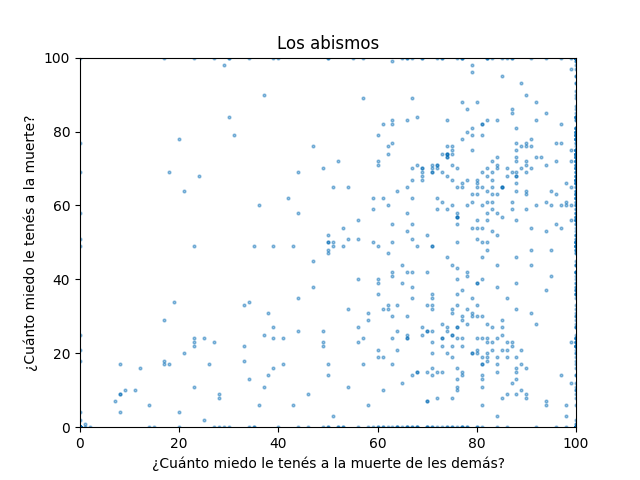 Los abismos
100
80
60
40
20
0
¿Cuánto miedo le tenés a la muerte?
0 20 40 60 80 100
¿Cuánto miedo le tenés a la muerte de les demás?